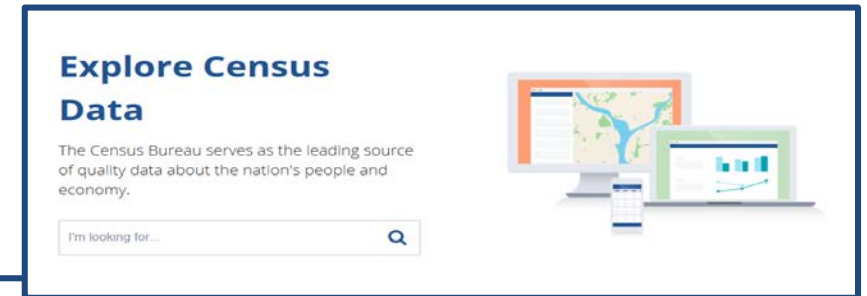 Explore Census
Data
The Census Bureau serves as the leading source
of quality data about the nation's people and
economy.
I'm looking for...